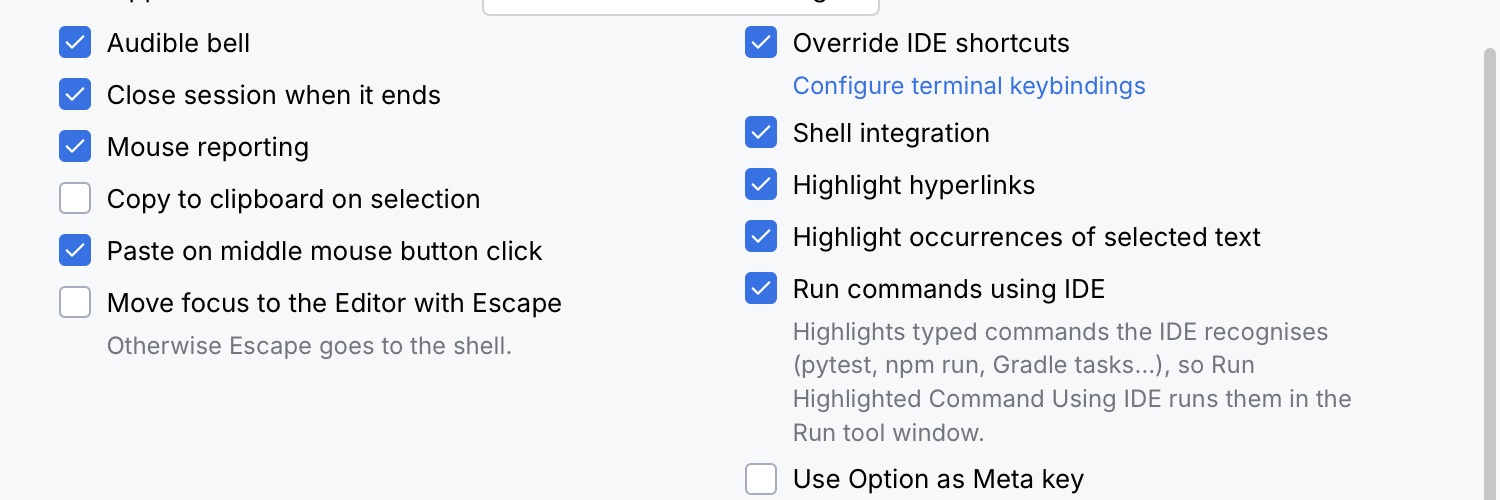 Audible bell
Close session when it ends
Mouse reporting
Copy to clipboard on selection
Paste on middle mouse button click
Move focus to the Editor with Escape
Otherwise Escape goes to the shell.
Override IDE shortcuts
Configure terminal keybindings
Shell integration
Highlight hyperlinks
Highlight occurrences of selected text
Run commands using IDE
Highlights typed commands the IDE recognises
(pytest, npm run, Gradle tasks...), so Run
Highlighted Command Using IDE runs them in the
Run tool window.
Use Option as Meta key